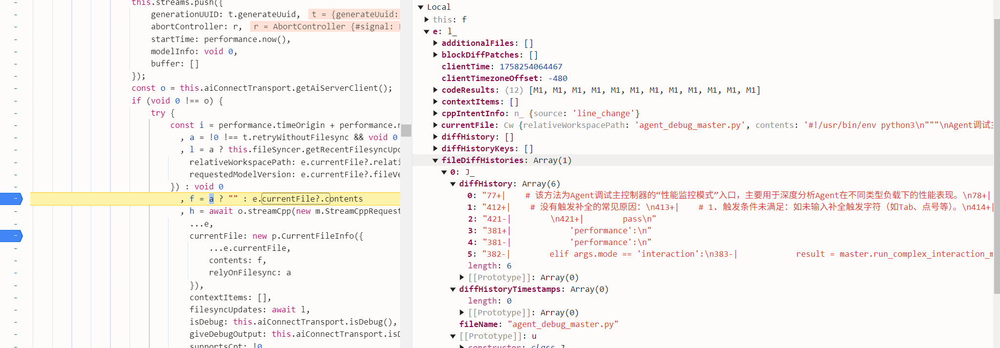 this.streams.push({
generationUUID: t.generateUuid, t = {generateUuid:
abortController: r, r = AbortController {#signal:
startTime: performance.now(),
modelInfo: void 0,
buffer: []
});
const o = this.aiConnectTransport.getAiServerClient();
if (void 0 !== o) {
try {
const i = performance.timeOrigin + performance.
, a = !0 !== t.retryWithoutFilesync && void 0
, l = a ? this.fileSyncer.getRecentFilesyncUp
relativeWorkspacePath: e.currentFile?.relati
requestedModelVersion: e.currentFile?.fileVe
}) : void 0
, f = a ? "" : e.currentFile?.contents
, h = await o.streamCpp(new m.StreamCppRequest
...e,
currentFile: new p.CurrentFileInfo({
...e.currentFile,
contents: f,
relyOnFilesync: a
}),
contextItems: [],
filesyncUpdates: await l,
isDebug: this.aiConnectTransport.isDebug(),
giveDebugOutput: this.aiConnectTransport.isD
supportsCpt: !0
▼ Local
▶ this: f
▼ e: l_
▶ additionalFiles: []
▶ blockDiffPatches: []
clientTime: 1758254064467
clientTimezoneOffset: -480
▶ codeResults: (12) [M1, M1, M1, M1, M1, M1, M1, M1, M1, M1, M1, M1]
▶ contextItems: []
▶ cppIntentInfo: n_ {source: 'line_change'}
▶ currentFile: Cw {relativeWorkspacePath: 'agent_debug_master.py', contents: '#!/usr/bin/env python3\n"""\nAgent调试主
▶ diffHistory: []
▶ diffHistoryKeys: []
▼ fileDiffHistories: Array(1)
▼ 0: J_
▼ diffHistory: Array(6)
0: "77+|    # 该方法为Agent调试主控制器的“性能监控模式”入口，主要用于深度分析Agent在不同类型负载下的性能表现。\n78+|
1: "412+|    # 没有触发补全的常见原因：\n413+|    # 1. 触发条件未满足：如未输入补全触发字符（如Tab、点号等）。\n414+|
2: "421-|        \n421+|        pass\n"
3: "381+|            'performance':\n"
4: "381-|            'performance':\n"
5: "382-|        elif args.mode == 'interaction':\n383-|            result = master.run_complex_interaction_m
length: 6
▶ [[Prototype]]: Array(0)
▼ diffHistoryTimestamps: Array(0)
length: 0
▶ [[Prototype]]: Array(0)
fileName: "agent_debug_master.py"
▼ [[Prototype]]: u
▶ constructor: class J_